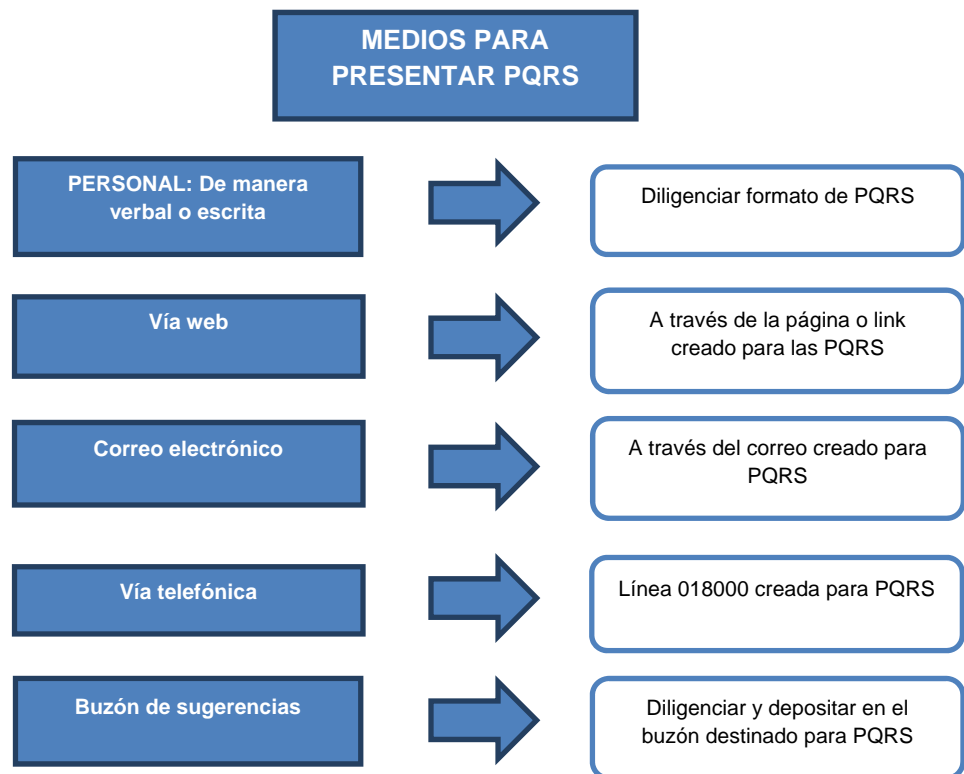 MEDIOS PARA
PRESENTAR PQRS
PERSONAL: De manera
verbal o escrita
Diligenciar formato de PQRS
Vía web
A través de la página o link
creado para las PQRS
Correo electrónico
A través del correo creado para
PQRS
Vía telefónica
Línea 018000 creada para PQRS
Buzón de sugerencias
Diligenciar y depositar en el
buzón destinado para PQRS